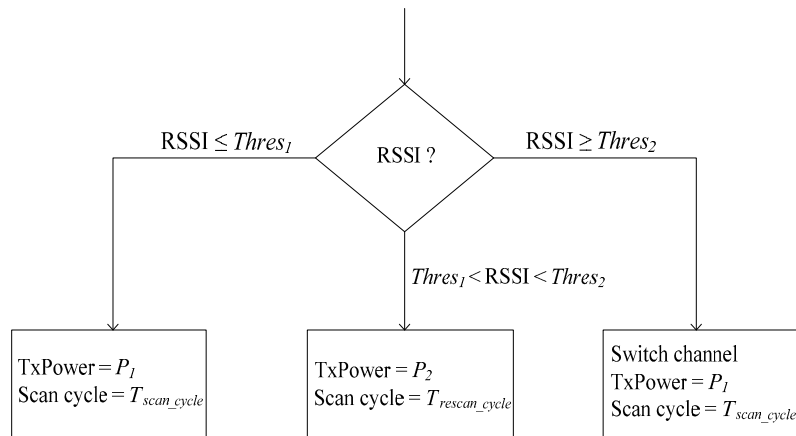 RSSI ≤ Thres1
RSSI ?
RSSI ≥ Thres2
Thres1 < RSSI < Thres2
TxPower = P1
Scan cycle = Tscan_cycle
TxPower = P2
Scan cycle = Trescan_cycle
Switch channel
TxPower = P1
Scan cycle = Tscan_cycle